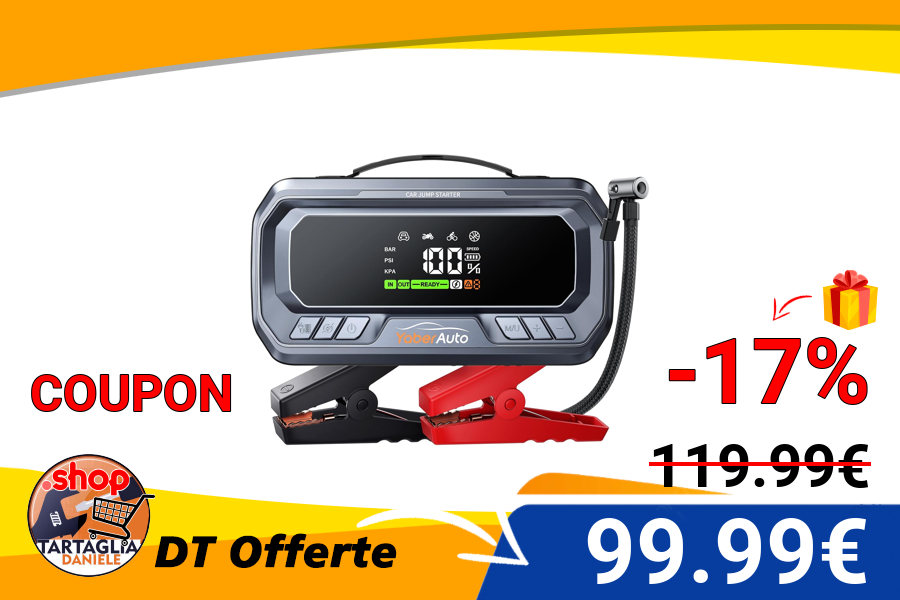 CAR JUMP STARTER
BAR
PSI
KPA
SPEED
100%
IN OUT READY
M/U + -
YaberAuto
-17%
COUPON
119.99€
.shop
TARTAGLIA
DANIELE
DT Offerte
99.99€